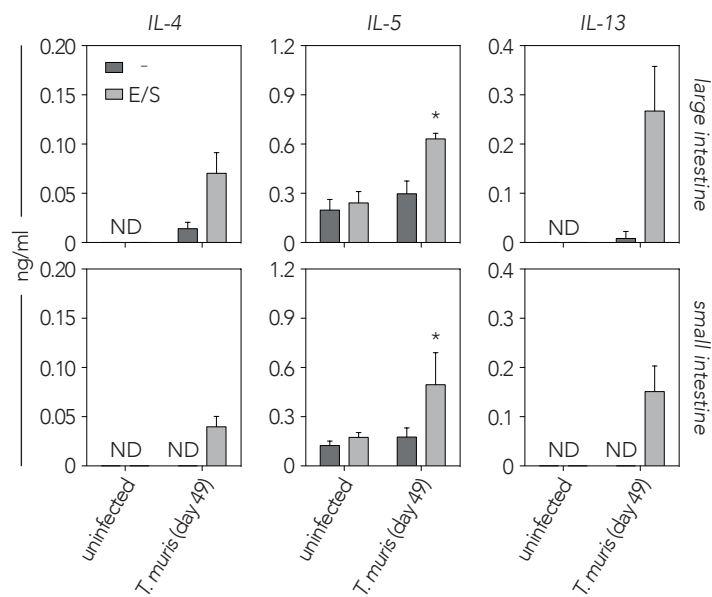 IL-4 IL-5 IL-13
0.20 1.2 0.4
-
E/S
0.15 0.9 0.3
*
0.10 0.6 0.2
0.05 0.3 0.1
ND ND
0 0 0
large intestine
ng/ml
0.20 1.2 0.4
0.15 0.9 0.3
*
0.10 0.6 0.2
0.05 0.3 0.1
ND ND ND ND
0 0 0
small intestine
uninfected T. muris (day 49) uninfected T. muris (day 49) uninfected T. muris (day 49)